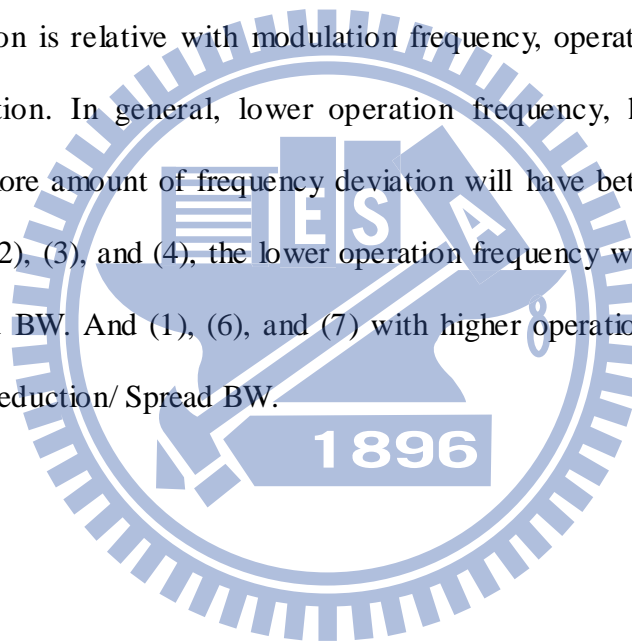 on is relative with modulation frequency, operat
tion. In general, lower operation frequency,
ore amount of frequency deviation will have bet
2), (3), and (4), the lower operation frequency w
BW. And (1), (6), and (7) with higher operatio
eduction/ Spread BW.
E S A
8
1896